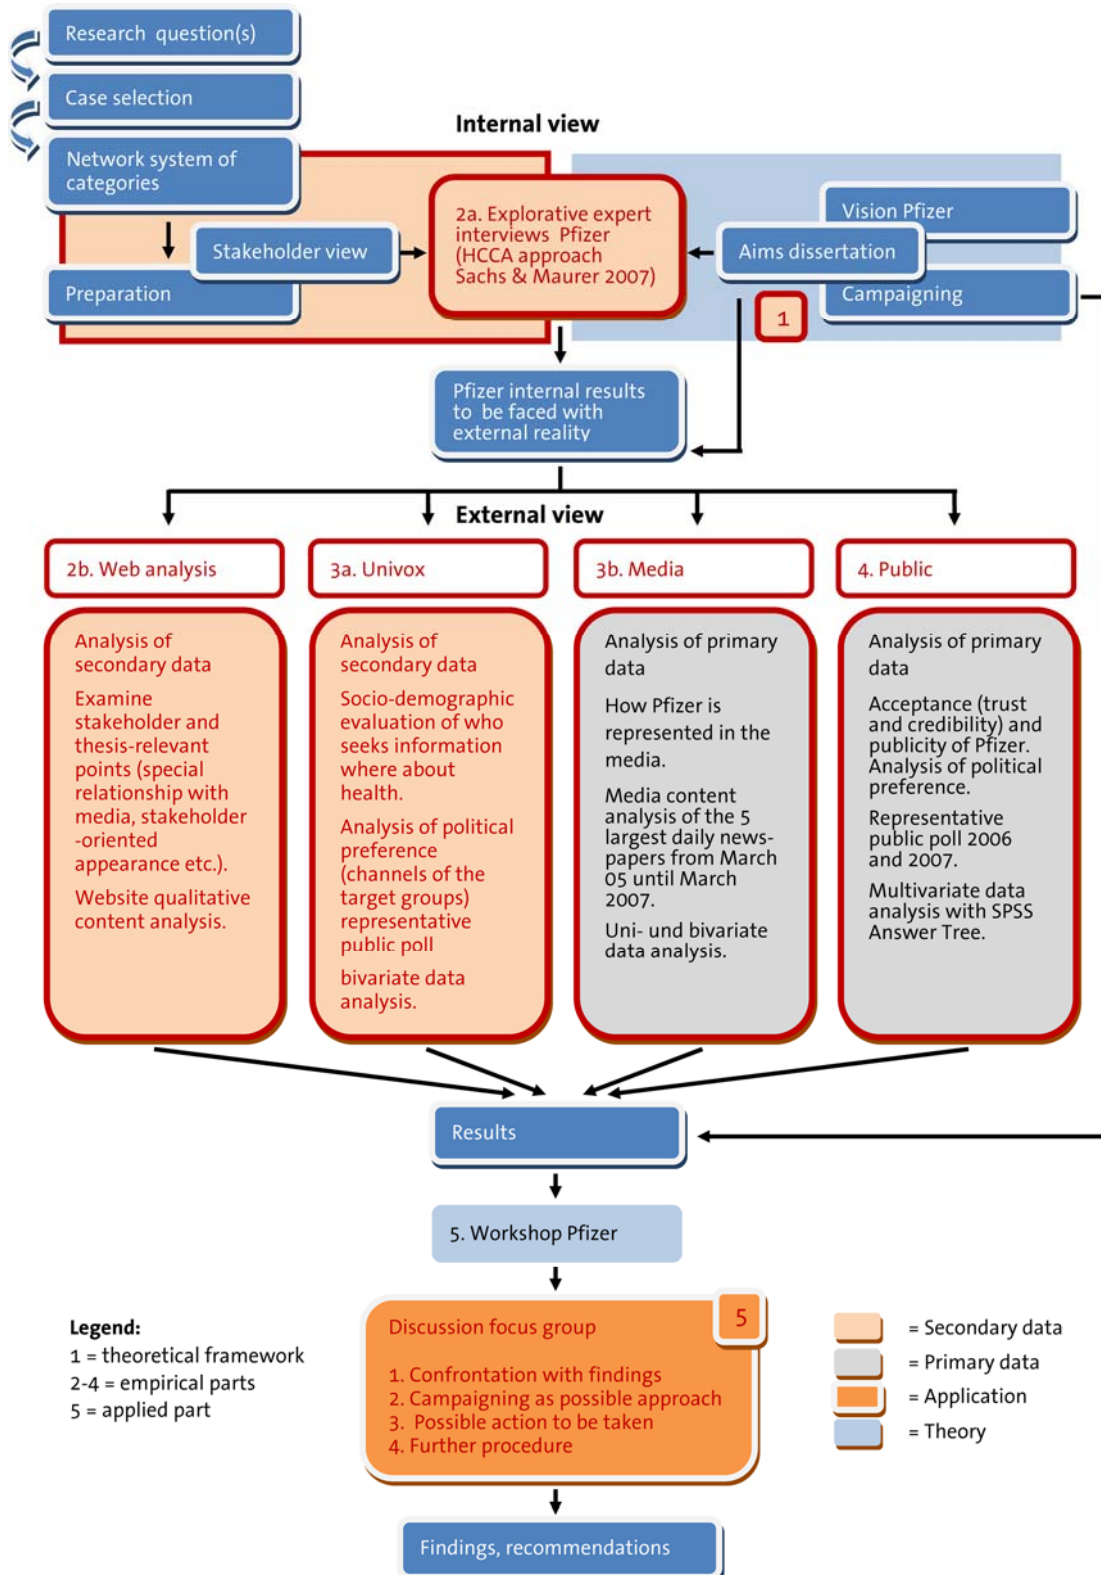 Research question(s)
Case selection
Network system of
categories
Stakeholder view
Preparation
Internal view
2a. Explorative expert
interviews Pfizer
(HCCA approach
Sachs & Maurer 2007)
Vision Pfizer
Aims dissertation
Campaigning
1
Pfizer internal results
to be faced with
external reality
External view
2b. Web analysis
Analysis of
secondary data
Examine
stakeholder and
thesis-relevant
points (special
relationship with
media, stakeholder
-oriented
appearance etc.).
Website qualitative
content analysis.
3a. Univox
Analysis of
secondary data
Socio-demographic
evaluation of who
seeks information
where about
health.
Analysis of political
preference
(channels of the
target groups)
representative
public poll
bivariate data
analysis.
3b. Media
Analysis of primary
data
How Pfizer is
represented in the
media.
Media content
analysis of the 5
largest daily news-
papers from March
05 until March
2007.
Uni- und bivariate
data analysis.
4. Public
Analysis of primary
data
Acceptance (trust
and credibility) and
publicity of Pfizer.
Analysis of political
preference.
Representative
public poll 2006
and 2007.
Multivariate data
analysis with SPSS
Answer Tree.
Results
5. Workshop Pfizer
5
Discussion focus group
1. Confrontation with findings
2. Campaigning as possible approach
3. Possible action to be taken
4. Further procedure
Findings, recommendations
Legend:
1 = theoretical framework
2-4 = empirical parts
5 = applied part
= Secondary data
= Primary data
= Application
= Theory